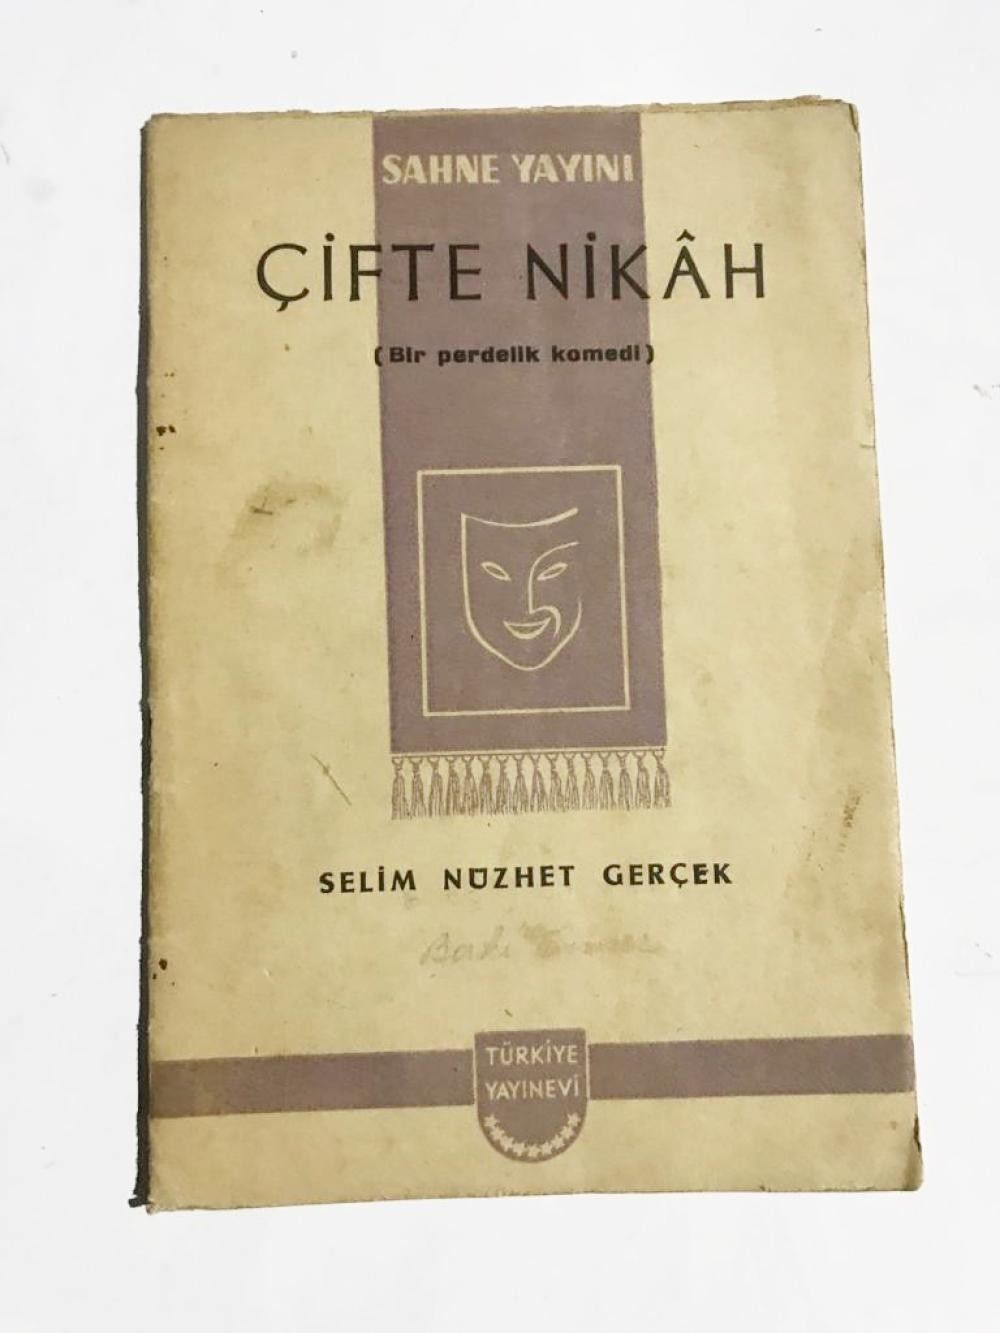 SAHNE YAYINI
ÇİFTE NİKÂH
(Bir perdelik komedi)
SELİM NÜZHET GERÇEK
TÜRKİYE
YAYINEVİ